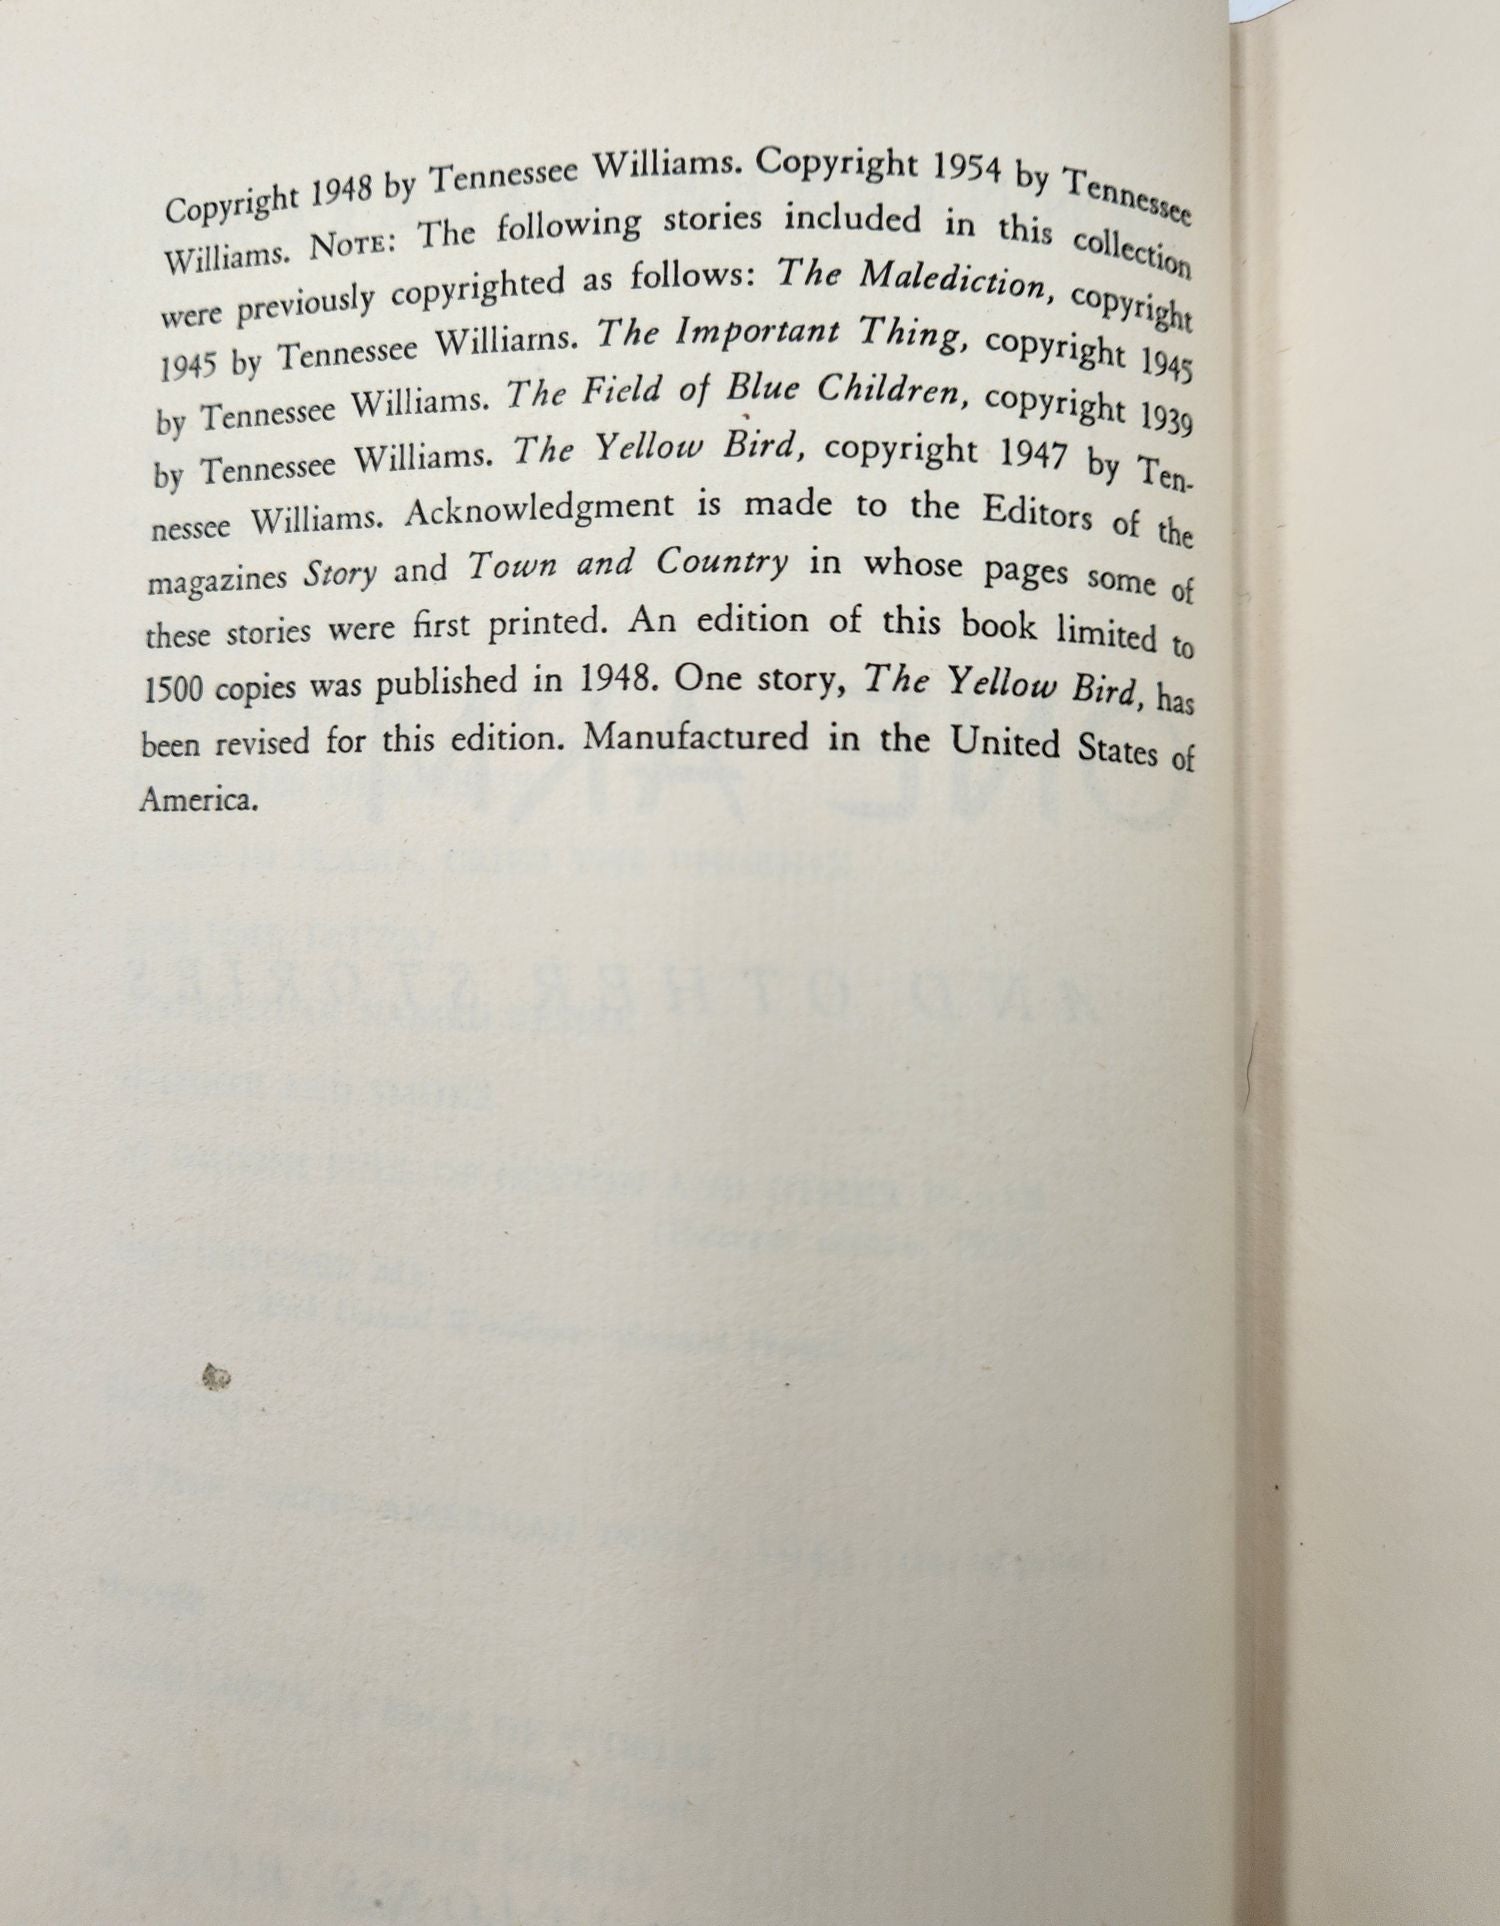 Copyright 1948 by Tennessee Williams. Copyright 1954 by Tennessee
Williams. NOTE: The following stories included in this collection
were previously copyrighted as follows: The Malediction, copyright
1945 by Tennessee Williams. The Important Thing, copyright 1945
by Tennessee Williams. The Field of Blue Children, copyright 1939
by Tennessee Williams. The Yellow Bird, copyright 1947 by Ten-
nessee Williams. Acknowledgment is made to the Editors of the
magazines Story and Town and Country in whose pages some of
these stories were first printed. An edition of this book limited to
1500 copies was published in 1948. One story, The Yellow Bird, has
been revised for this edition. Manufactured in the United States of
America.
AND OTHER STORIES